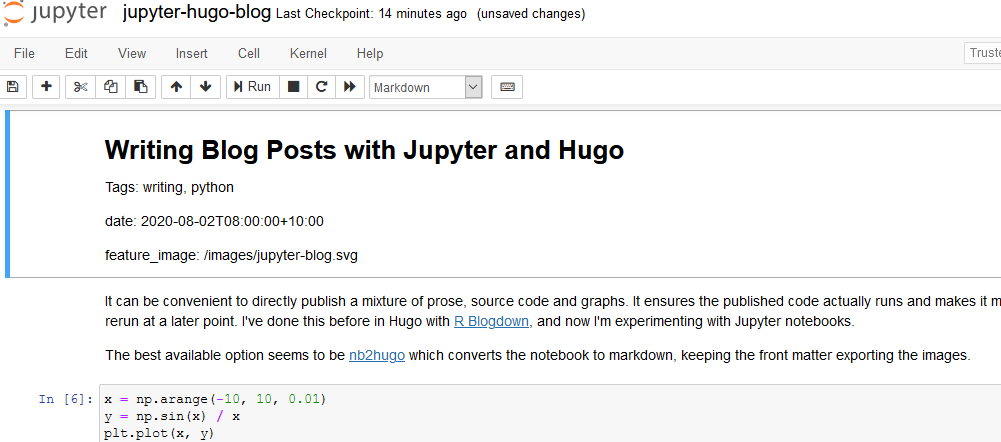 jupyter jupyter-hugo-blog Last Checkpoint: 14 minutes ago (unsaved changes)
File Edit View Insert Cell Kernel Help
Run Markdown
Writing Blog Posts with Jupyter and Hugo
Tags: writing, python
date: 2020-08-02T08:00:00+10:00
feature_image: /images/jupyter-blog.svg
It can be convenient to directly publish a mixture of prose, source code and graphs. It ensures the published code actually runs and makes it
rerun at a later point. I've done this before in Hugo with R Blogdown, and now I'm experimenting with Jupyter notebooks.
The best available option seems to be nb2hugo which converts the notebook to markdown, keeping the front matter exporting the images.
In [6]: x = np.arange(-10, 10, 0.01)
y = np.sin(x) / x
plt.plot(x, y)